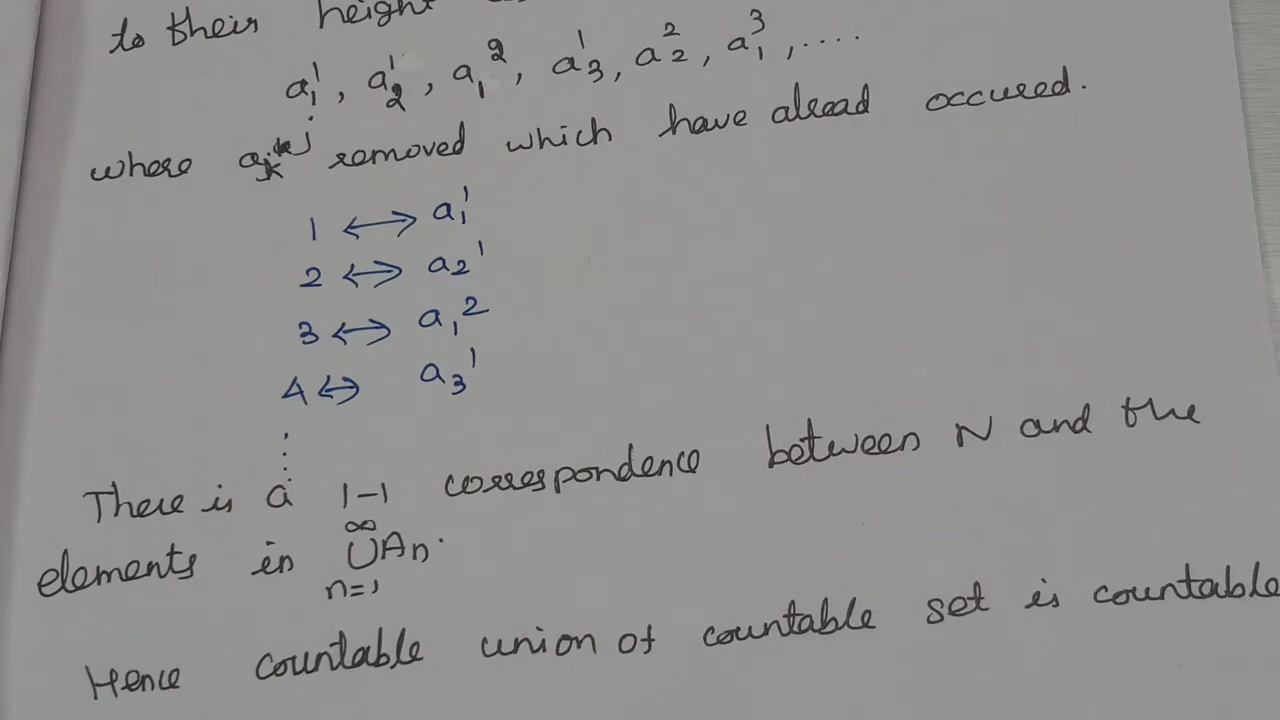 to their height
a₁¹, a₂¹, a₁², a₃¹, a₂², a₁³, ....
where removed which have alread occured.
1 ↔ a₁¹
2 ↔ a₂¹
3 ↔ a₁²
4 ↔ a₃¹
There is a 1-1 correspondence between N and the
elements in ∞ ∪ Aₙ. n=1
Hence countable union of countable set is countable